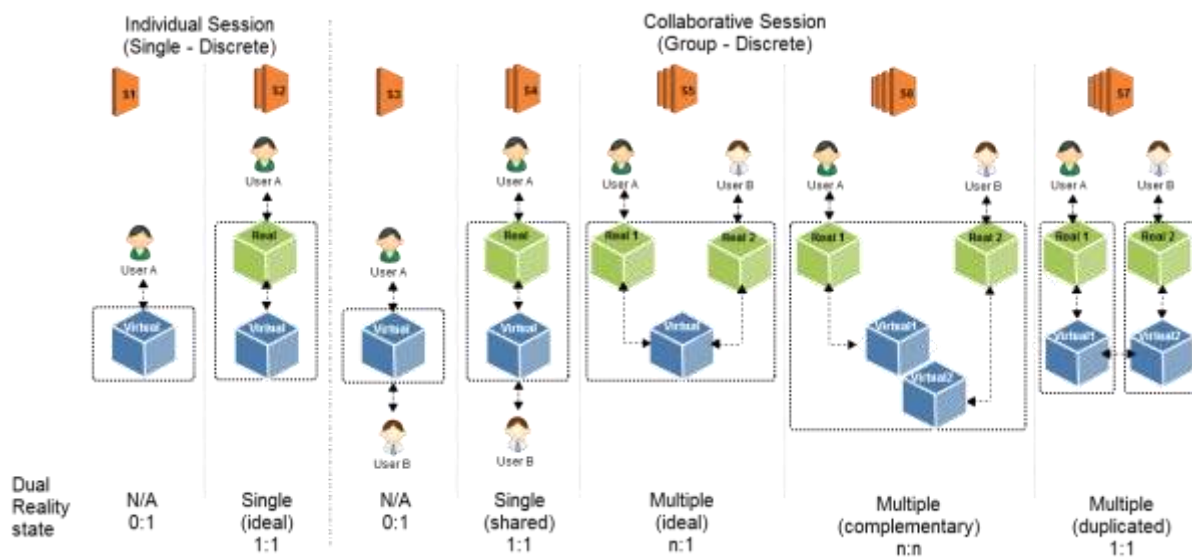 Individual Session
(Single - Discrete)
Collaborative Session
(Group - Discrete)
S1
S2
S3
S4
S5
S6
S7
User A
User A
User A
User A
User A
User B
User A
User B
User A
User B
Real
Real
Real 1
Real 2
Real 1
Real 2
Real 1
Real 2
Virtual
Virtual
Virtual
Virtual
Virtual
Virtual1
Virtual2
Virtual1
Virtual2
User B
User B
Dual
Reality
state
N/A
0:1
Single
(ideal)
1:1
N/A
0:1
Single
(shared)
1:1
Multiple
(ideal)
n:1
Multiple
(complementary)
n:n
Multiple
(duplicated)
1:1